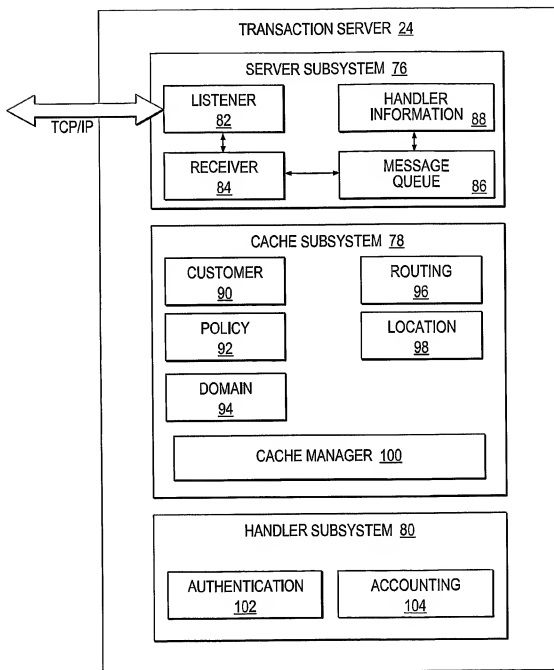 TRANSACTION SERVER 24
SERVER SUBSYSTEM 76
LISTENER
82
HANDLER
INFORMATION
88
TCP/IP
RECEIVER
84
MESSAGE
QUEUE
86
CACHE SUBSYSTEM 78
CUSTOMER
90
ROUTING
96
POLICY
92
LOCATION
98
DOMAIN
94
CACHE MANAGER 100
HANDLER SUBSYSTEM 80
AUTHENTICATION
102
ACCOUNTING
104